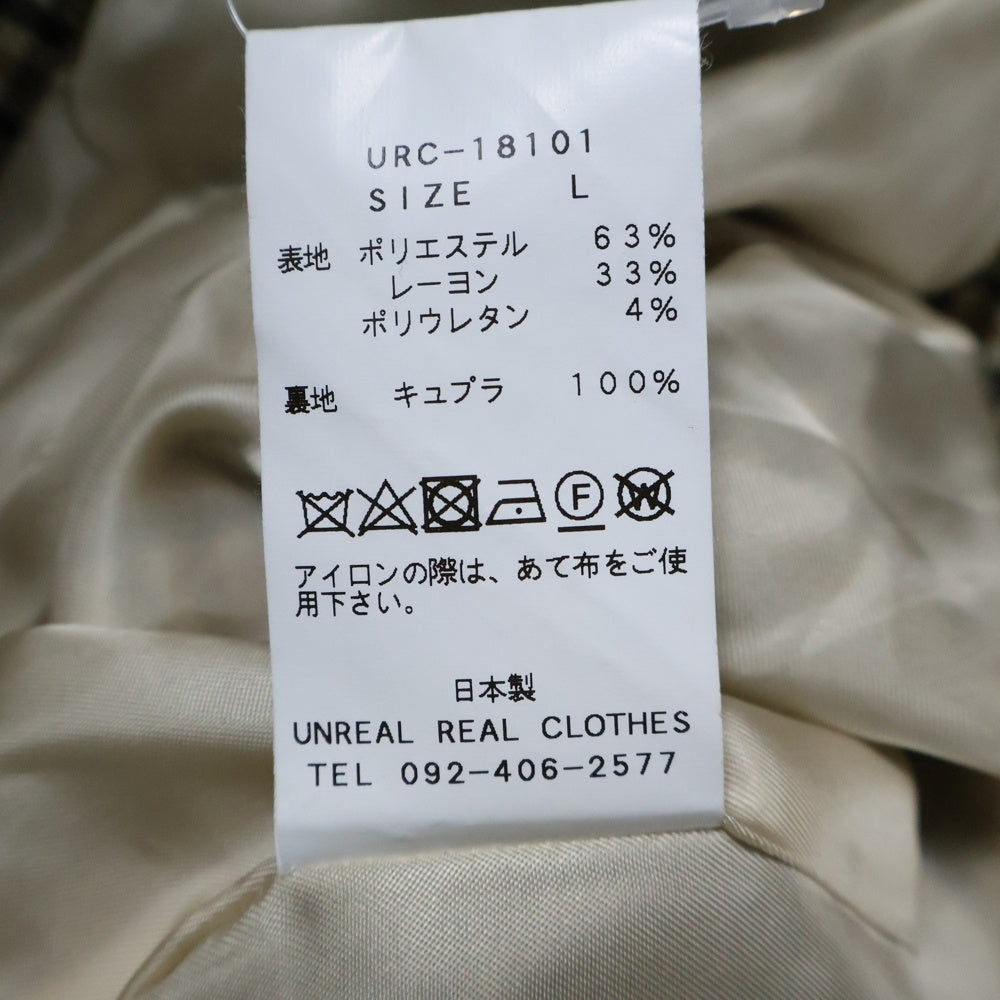 URC-18101
SIZE L
表地 ポリエステル 63%
レーヨン 33%
ポリウレタン 4%
裏地 キュプラ 100%
F W
アイロンの際は、あて布をご使
用下さい。
日本製
UNREAL REAL CLOTHES
TEL 092-406-2577